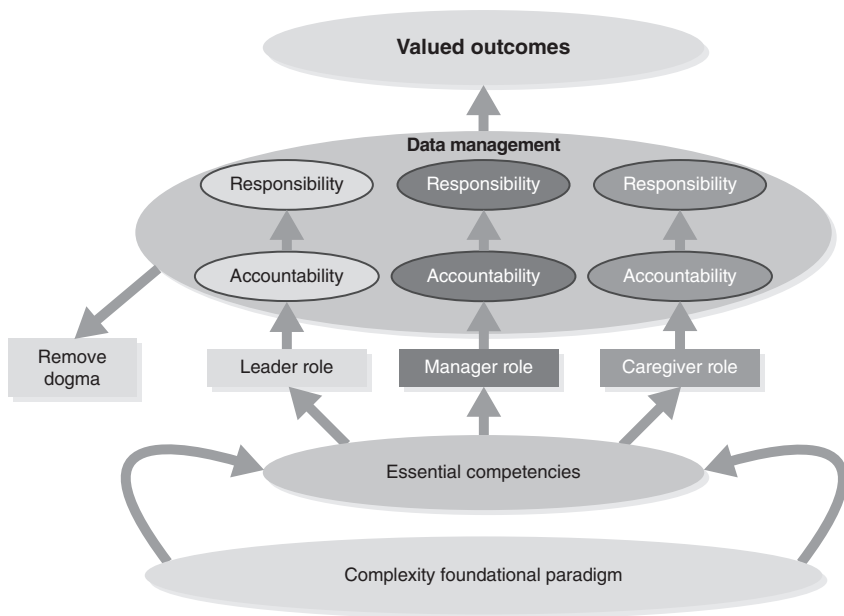 Valued outcomes
Data management
Responsibility Responsibility Responsibility
Accountability Accountability Accountability
Remove
dogma
Leader role Manager role Caregiver role
Essential competencies
Complexity foundational paradigm